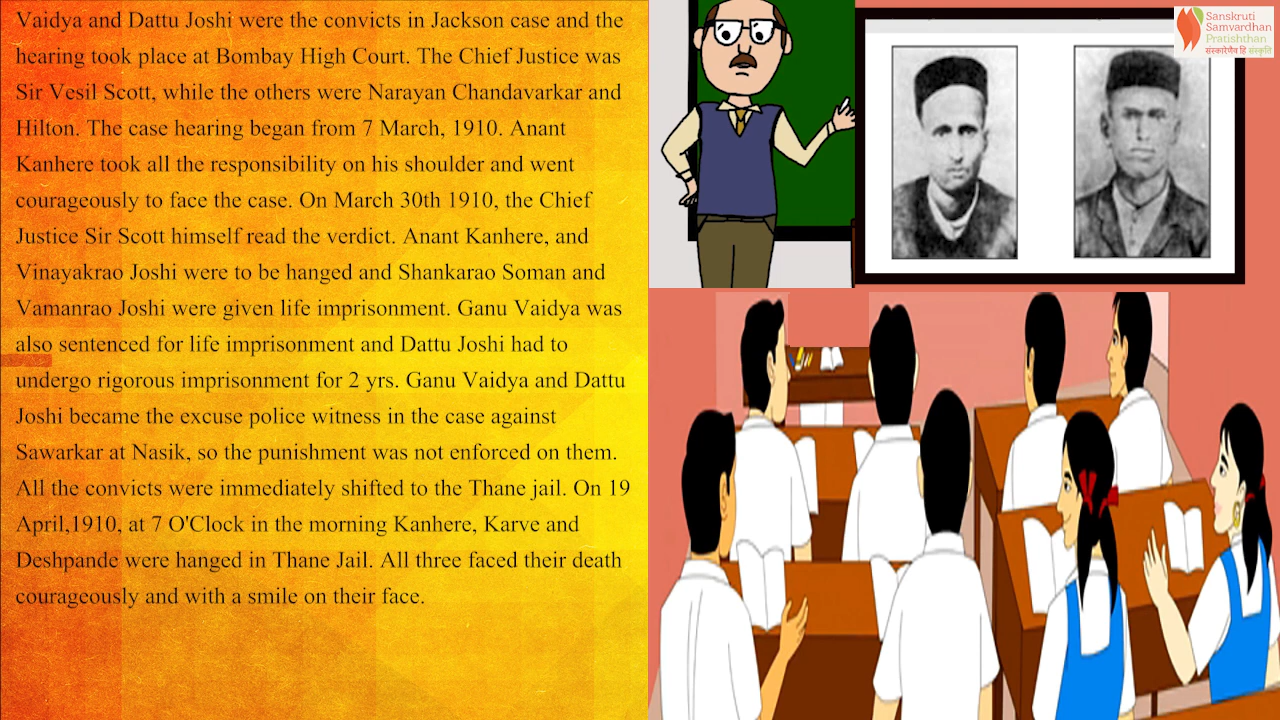 Vaidya and Dattu Joshi were the convicts in Jackson case and the
hearing took place at Bombay High Court. The Chief Justice was
Sir Vesil Scott, while the others were Narayan Chandavarkar and
Hilton. The case hearing began from 7 March, 1910. Anant
Kanhere took all the responsibility on his shoulder and went
courageously to face the case. On March 30th 1910, the Chief
Justice Sir Scott himself read the verdict. Anant Kanhere, and
Vinayakrao Joshi were to be hanged and Shankarao Soman and
Vamanrao Joshi were given life imprisonment. Ganu Vaidya was
also sentenced for life imprisonment and Dattu Joshi had to
undergo rigorous imprisonment for 2 yrs. Ganu Vaidya and Dattu
Joshi became the excuse police witness in the case against
Sawarkar at Nasik, so the punishment was not enforced on them.
All the convicts were immediately shifted to the Thane jail. On 19
April,1910, at 7 O'Clock in the morning Kanhere, Karve and
Deshpande were hanged in Thane Jail. All three faced their death
courageously and with a smile on their face.
Sanskruti
Samvardhan
Pratishthan
संस्कारेणैव हि संस्कृति